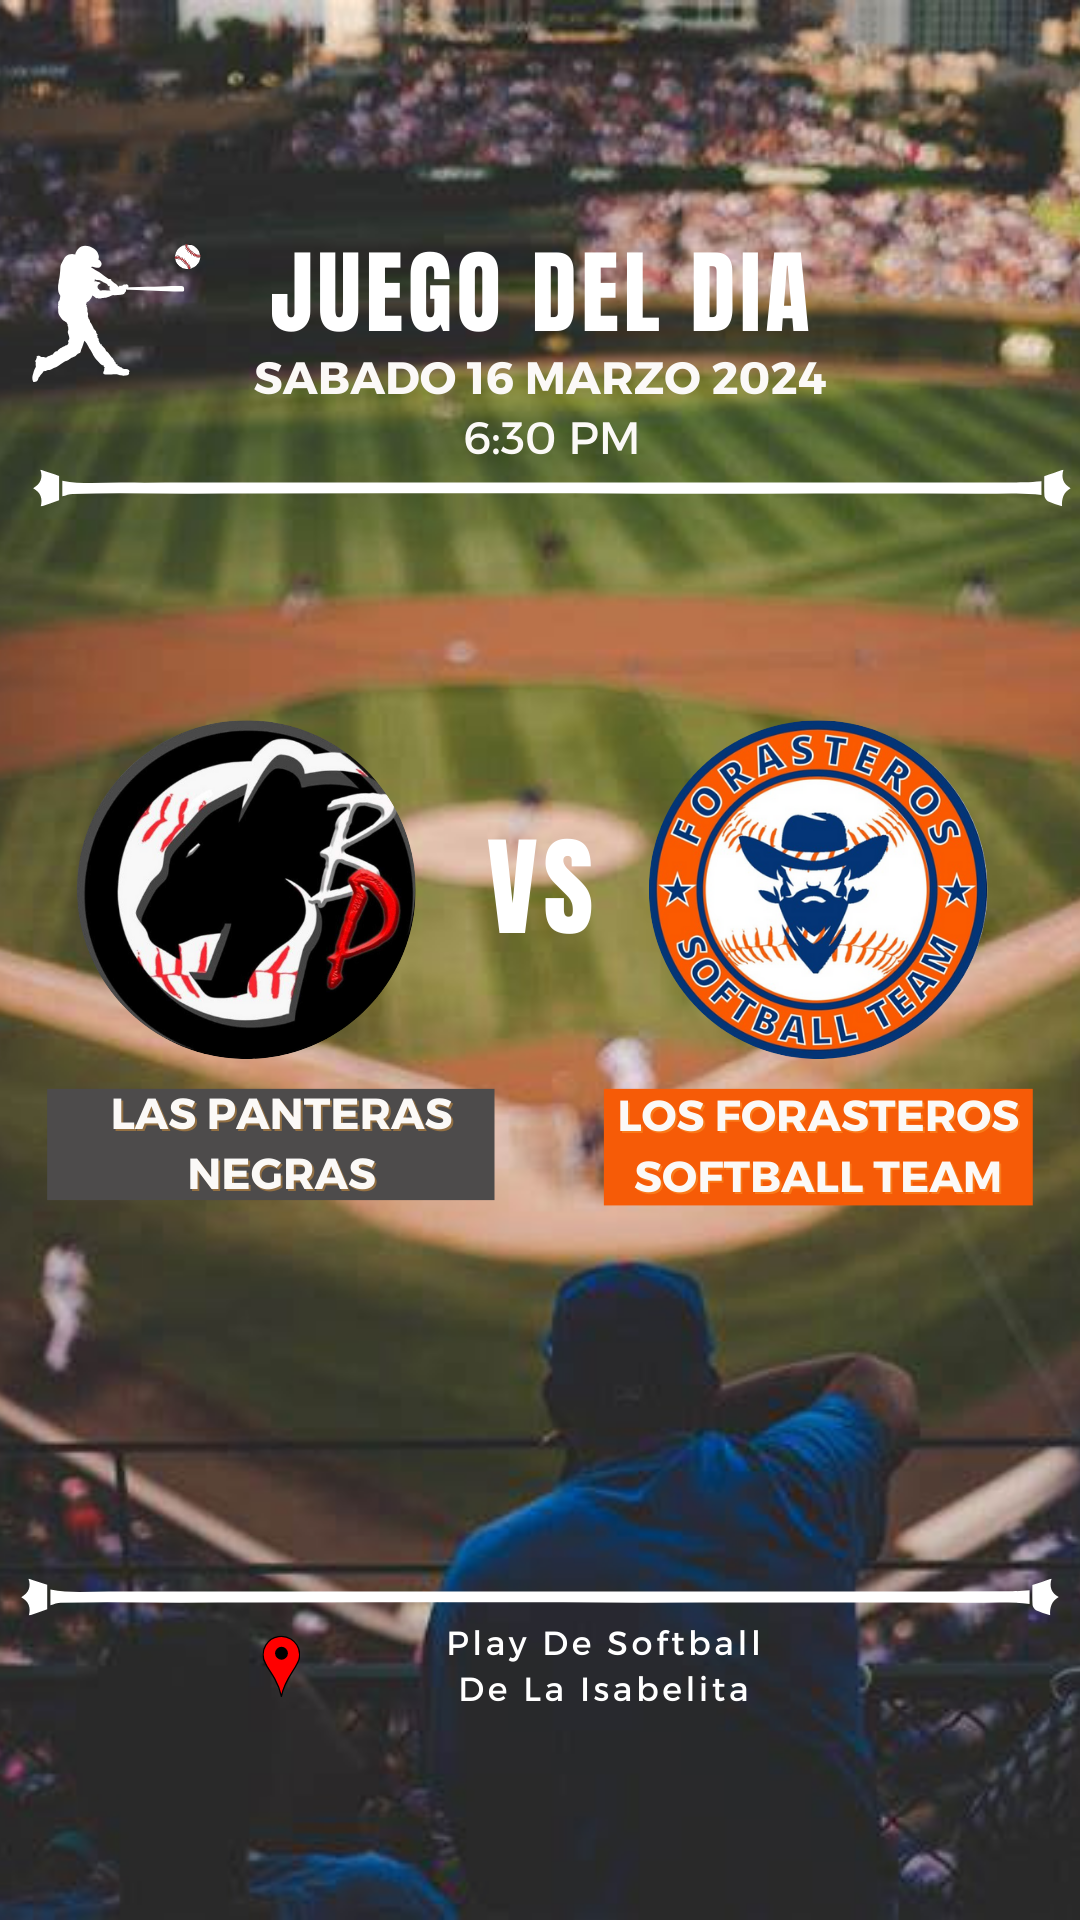 JUEGO DEL DIA
SABADO 16 MARZO 2024
6:30 PM
BP
VS
FORASTEROS
SOFTBALL TEAM
LAS PANTERAS
NEGRAS
LOS FORASTEROS
SOFTBALL TEAM
Play De Softball
De La Isabelita